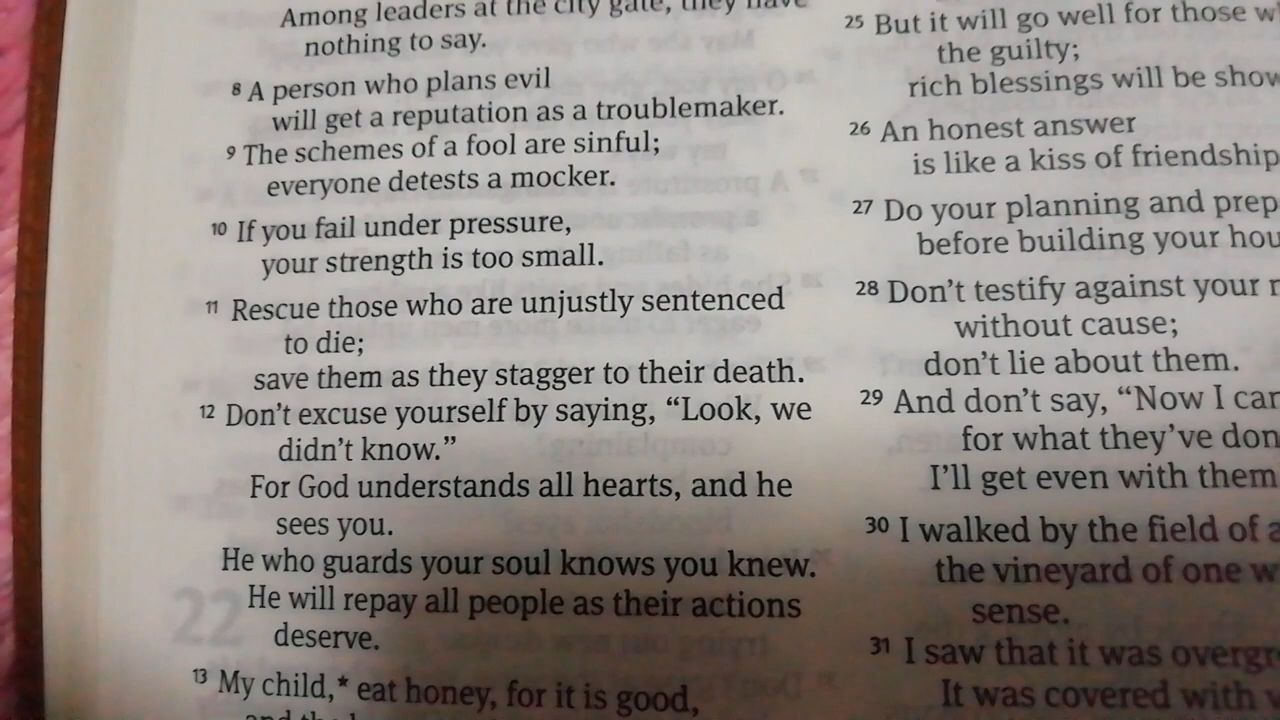 Among leaders at the city gate, they have
nothing to say.
8 A person who plans evil
will get a reputation as a troublemaker.
9 The schemes of a fool are sinful;
everyone detests a mocker.
10 If you fail under pressure,
your strength is too small.
11 Rescue those who are unjustly sentenced
to die;
save them as they stagger to their death.
12 Don't excuse yourself by saying, "Look, we
didn't know."
For God understands all hearts, and he
sees you.
He who guards your soul knows you knew.
He will repay all people as their actions
deserve.
13 My child,* eat honey, for it is good,
25 But it will go well for those
the guilty;
rich blessings will be
26 An honest answer
is like a kiss of friendship
27 Do your planning and
before building your
28 Don't testify against your
without cause;
don't lie about them.
29 And don't say, "Now I
for what they've
I'll get even with them
30 I walked by the field of
the vineyard of one
sense.
31 I saw that it was
It was covered with